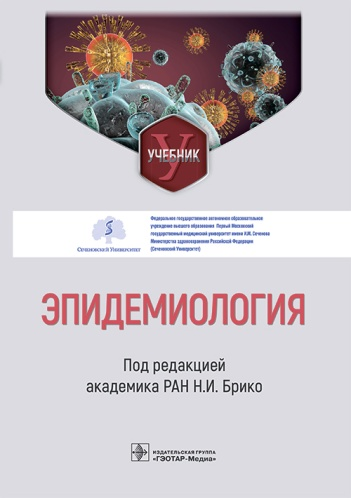 У
УЧЕБНИК
Сеченовский Университет
Федеральное государственное автономное образовательное
учреждение высшего образования Первый Московский
государственный медицинский университет имени И.М. Сеченова
Министерства здравоохранения Российской Федерации
(Сеченовский Университет)
ЭПИДЕМИОЛОГИЯ
Под редакцией
академика РАН Н.И. Брико
ИЗДАТЕЛЬСКАЯ ГРУППА
«ГЭОТАР-Медиа»